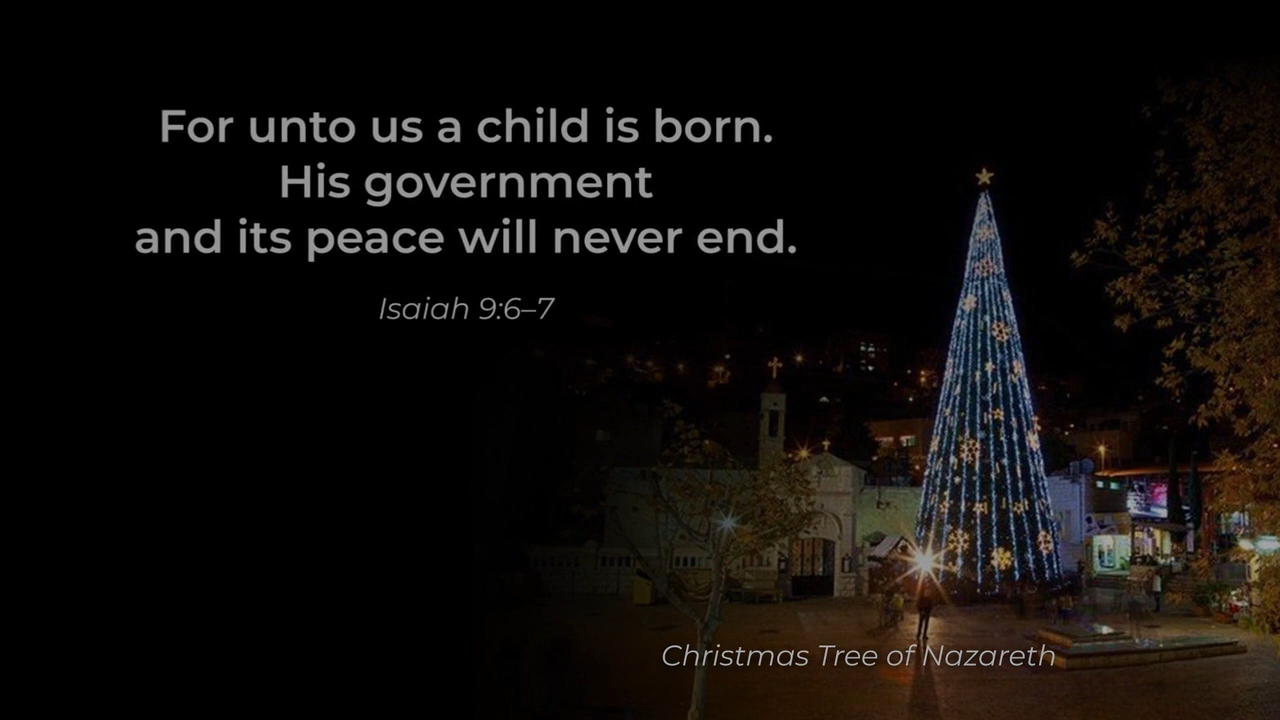 For unto us a child is born.
His government
and its peace will never end.
Isaiah 9:6–7
Christmas Tree of Nazareth